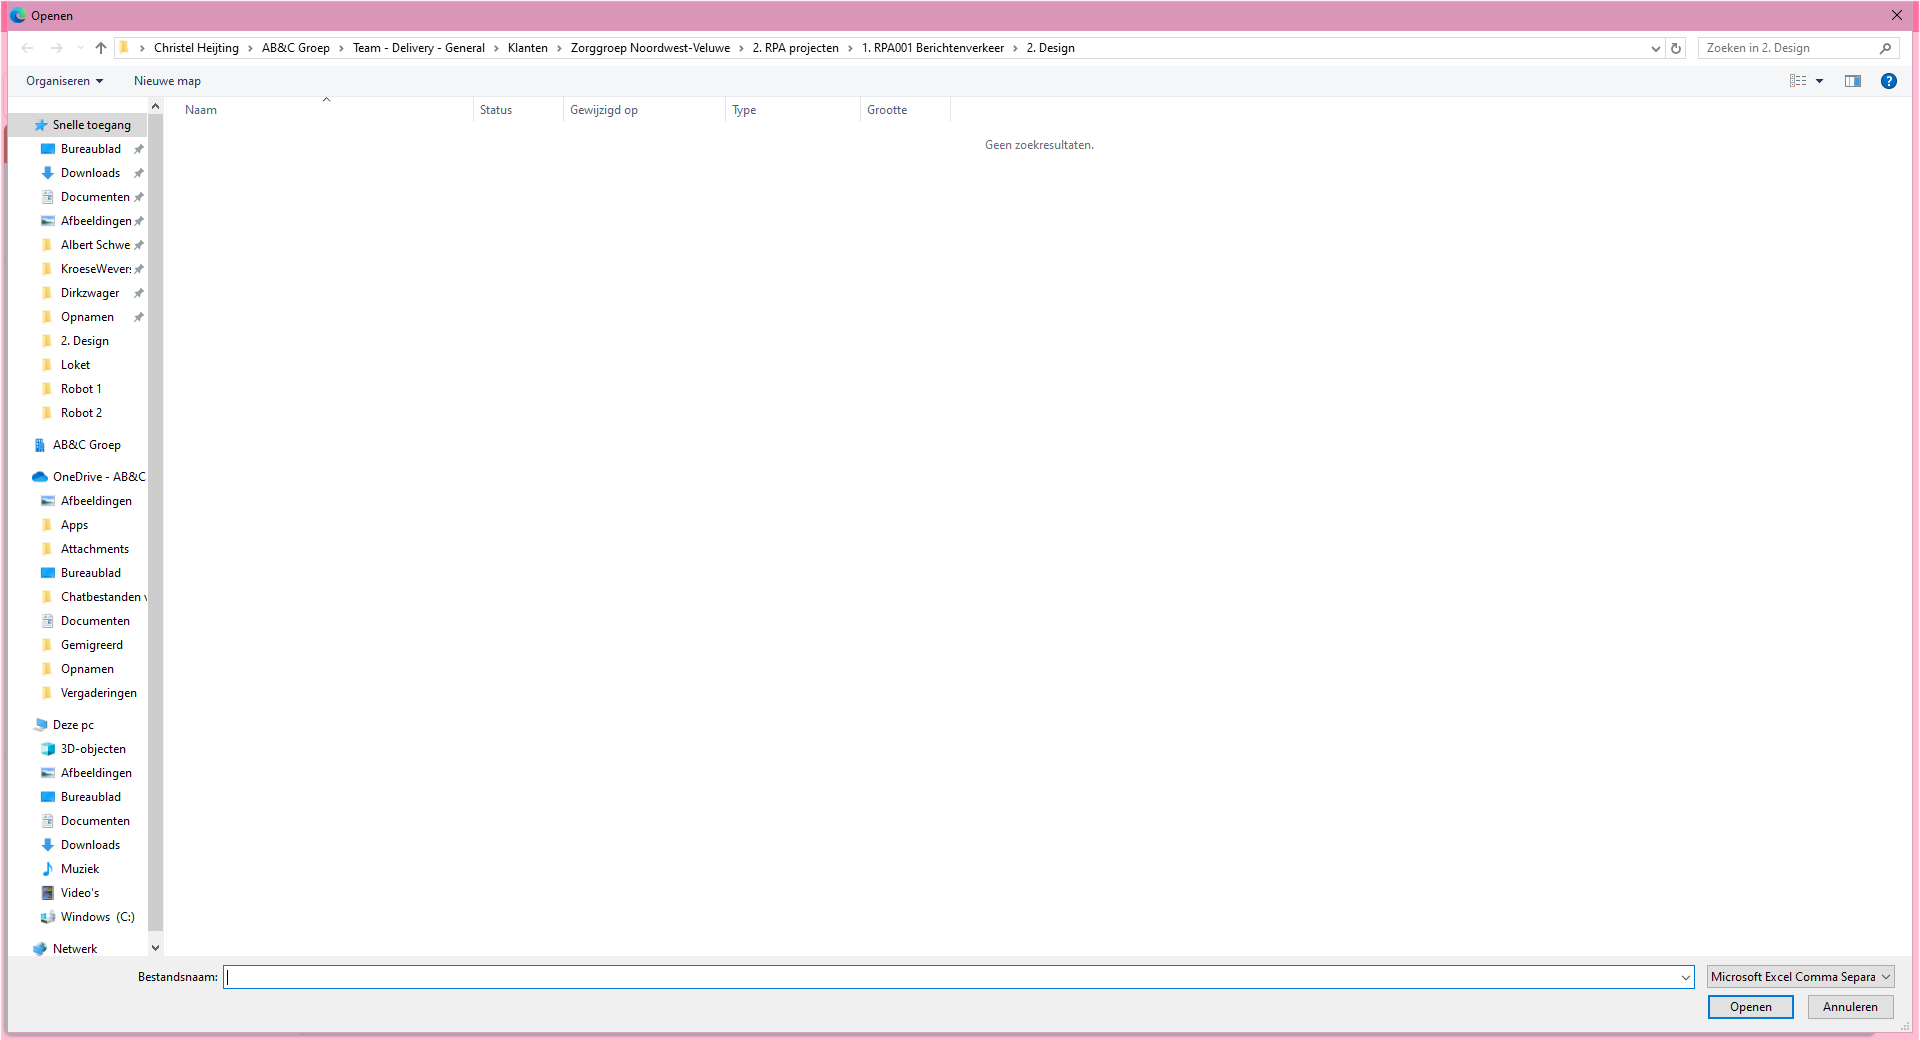 Openen
Christel Heijting > AB&C Groep > Team - Delivery - General > Klanten > Zorggroep Noordwest-Veluwe > 2. RPA projecten > 1. RPA001 Berichtenverkeer > 2. Design
Zoeken in 2. Design
Organiseren
Nieuwe map
Naam
Status
Gewijzigd op
Type
Grootte
Geen zoekresultaten.
Snelle toegang
Bureaublad
Downloads
Documenten
Afbeeldingen
Albert Schwe
KroeseWevers
Dirkzwager
Opnamen
2. Design
Loket
Robot 1
Robot 2
AB&C Groep
OneDrive - AB&C
Afbeeldingen
Apps
Attachments
Bureaublad
Chatbestanden v
Documenten
Gemigreerd
Opnamen
Vergaderingen
Deze pc
3D-objecten
Afbeeldingen
Bureaublad
Documenten
Downloads
Muziek
Video's
Windows (C:)
Netwerk
Bestandsnaam:
Microsoft Excel Comma Separa
Openen
Annuleren